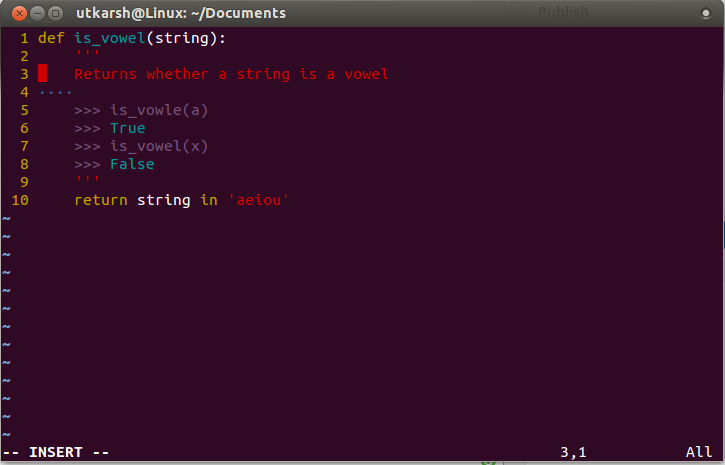 utkarsh@Linux: ~/Documents
Publish
1 def is_vowel(string):
2     '''
3     Returns whether a string is a vowel
4 ····
5     >>> is_vowle(a)
6     >>> True
7     >>> is_vowel(x)
8     >>> False
9     '''
10     return string in 'aeiou'
~
~
~
~
~
~
~
~
~
~
~
~
~
-- INSERT --                    3,1    All